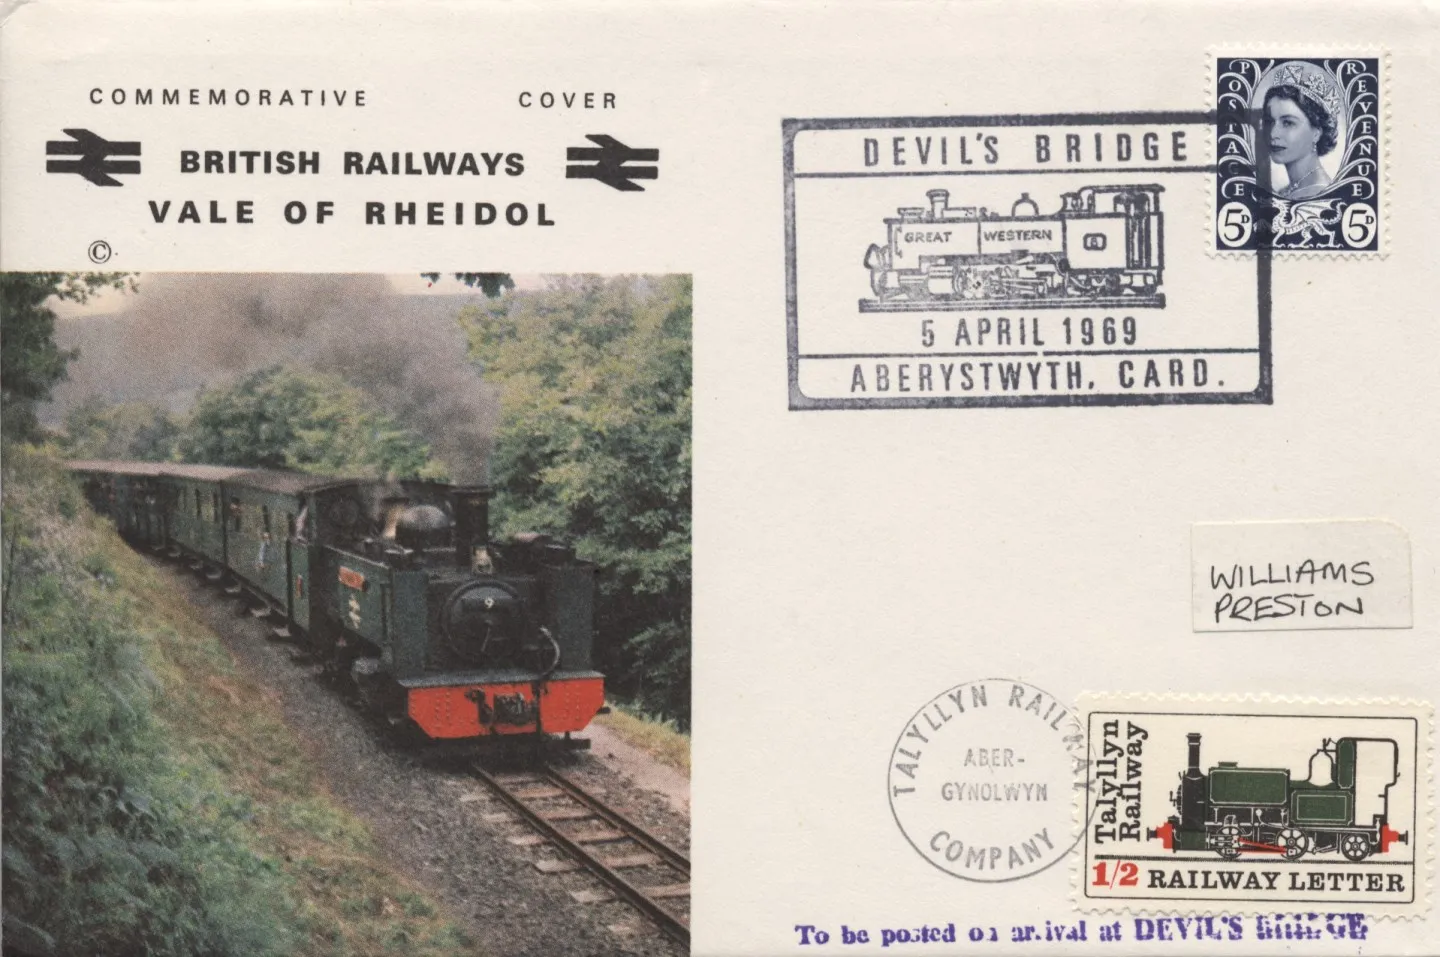 COMMEMORATIVE COVER
BRITISH RAILWAYS
VALE OF RHEIDOL
©
9
DEVIL'S BRIDGE
GREAT WESTERN
8
5 APRIL 1969
ABERYSTWYTH, CARD.
POSTAGE REVENUE
5D 5D
WILLIAMS
PRESTON
TALYLLYN RAILWAY
ABER-
GYNOLWYN
COMPANY
Talyllyn
Railway
1/2 RAILWAY LETTER
To be posted on arrival at DEVIL'S BRIDGE